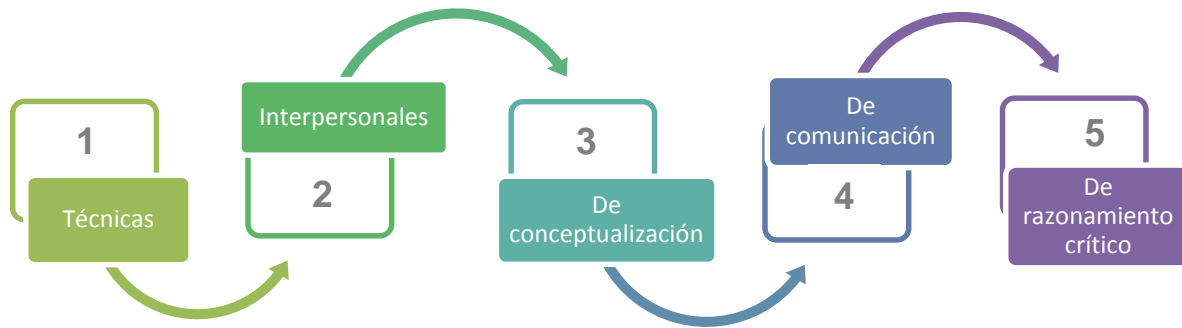 1
Técnicas
Interpersonales
2
3
De
conceptualización
De
comunicación
4
5
De
razonamiento
crítico